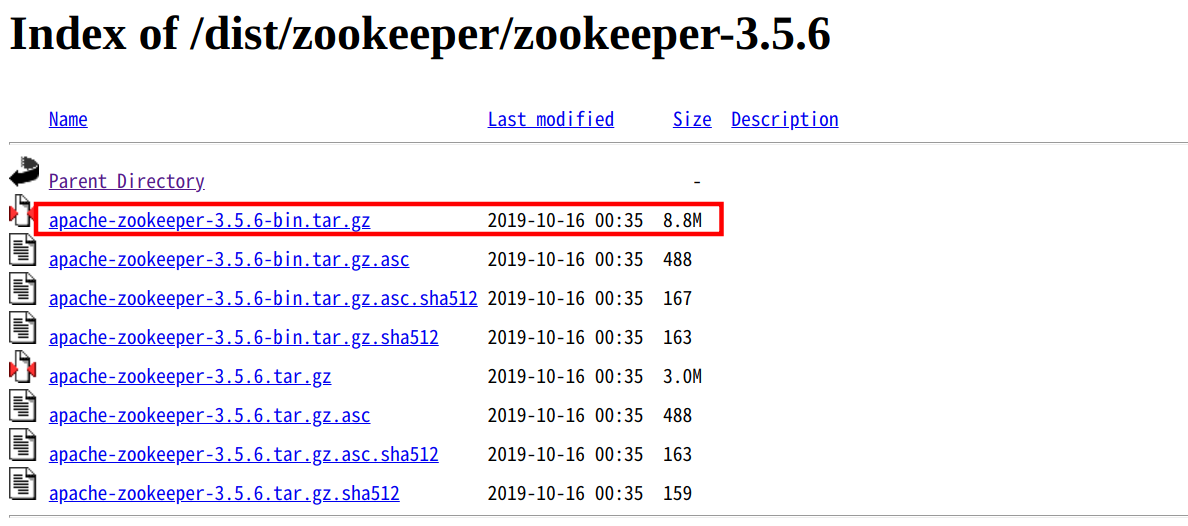 Index of /dist/zookeeper/zookeeper-3.5.6
Name Last modified Size Description
Parent Directory -
apache-zookeeper-3.5.6-bin.tar.gz 2019-10-16 00:35 8.8M
apache-zookeeper-3.5.6-bin.tar.gz.asc 2019-10-16 00:35 488
apache-zookeeper-3.5.6-bin.tar.gz.asc.sha512 2019-10-16 00:35 167
apache-zookeeper-3.5.6-bin.tar.gz.sha512 2019-10-16 00:35 163
apache-zookeeper-3.5.6.tar.gz 2019-10-16 00:35 3.0M
apache-zookeeper-3.5.6.tar.gz.asc 2019-10-16 00:35 488
apache-zookeeper-3.5.6.tar.gz.asc.sha512 2019-10-16 00:35 163
apache-zookeeper-3.5.6.tar.gz.sha512 2019-10-16 00:35 159